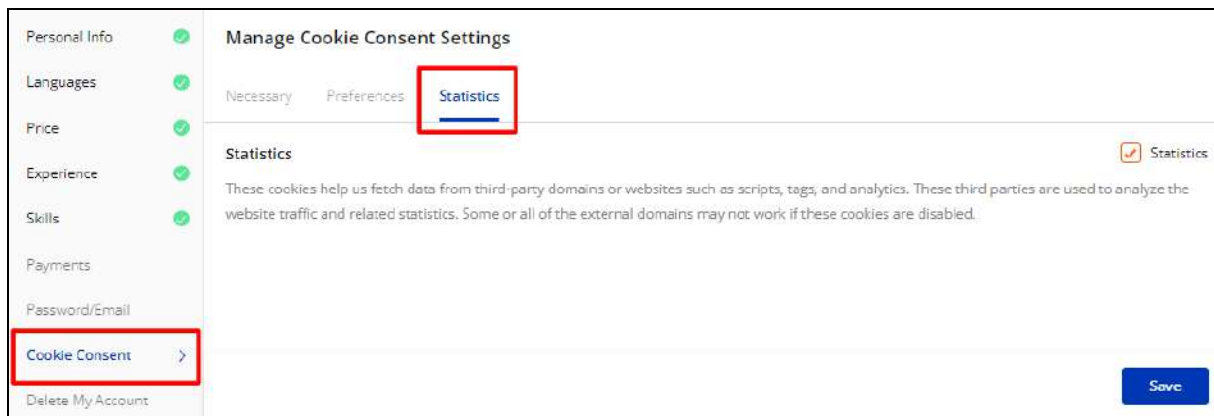 Personal Info
Languages
Price
Experience
Skills
Payments
Password/Email
Cookie Consent
Delete My Account
Manage Cookie Consent Settings
Necessary Preferences Statistics
Statistics
Statistics
These cookies help us fetch data from third-party domains or websites such as scripts, tags, and analytics. These third parties are used to analyze the
website traffic and related statistics. Some or all of the external domains may not work if these cookies are disabled.
Save